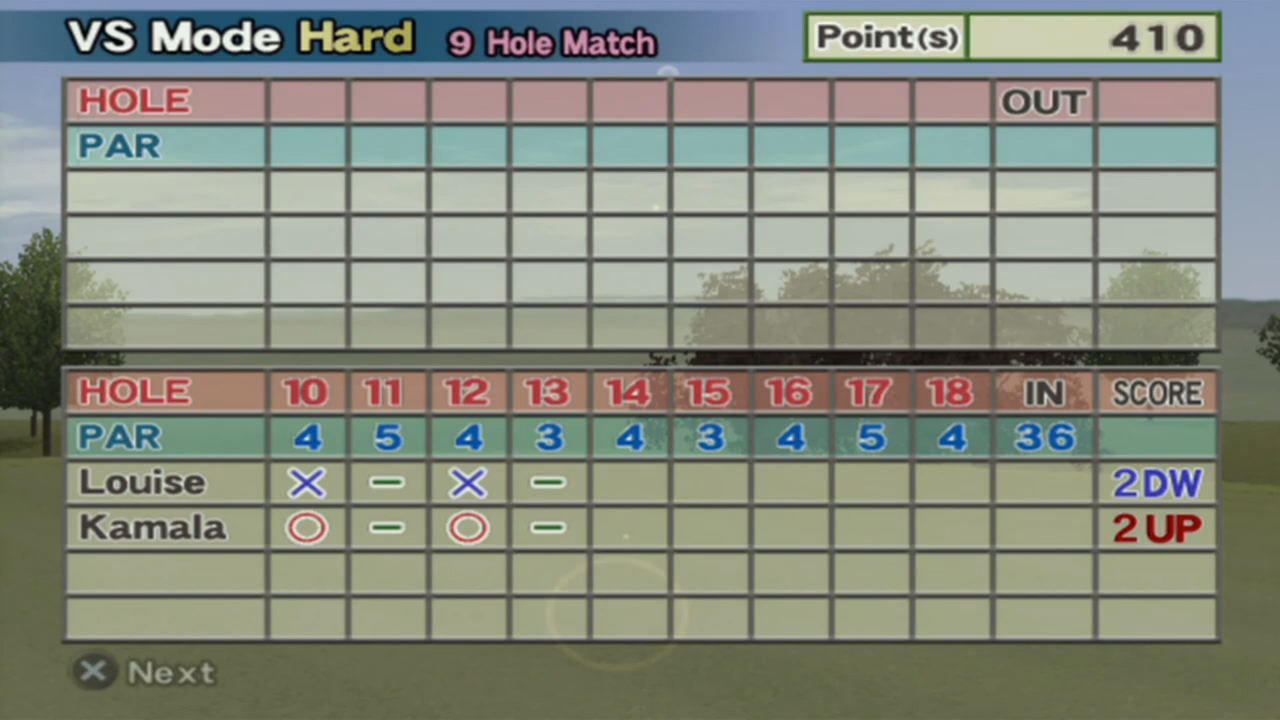 VS Mode Hard 9 Hole Match Point(s) 410
HOLE OUT
PAR
HOLE 10 11 12 13 14 15 16 17 18 IN SCORE
PAR 4 5 4 3 4 3 4 5 4 36
Louise × – × – 2DW
Kamala ○ – ○ – 2UP
× Next